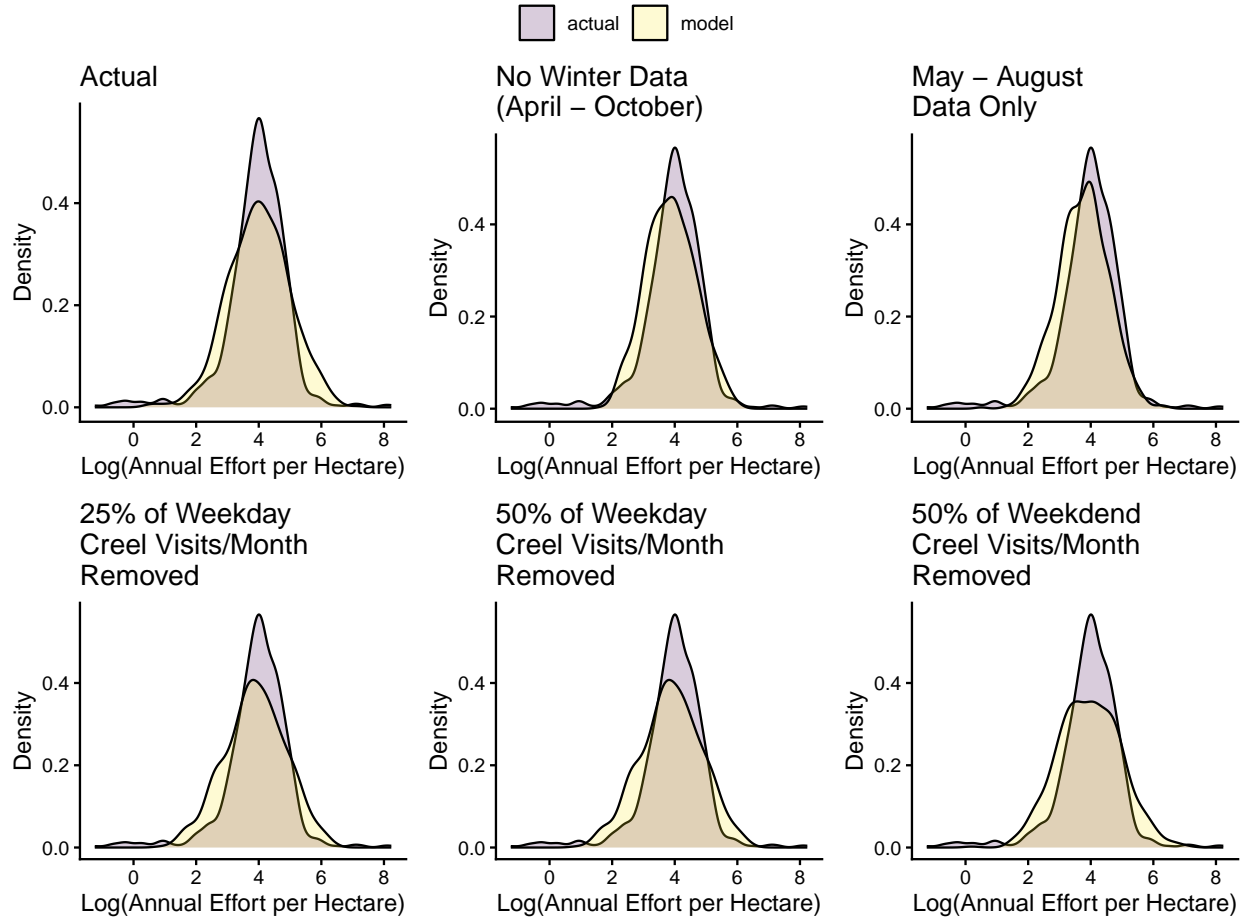 actual model
Actual
No Winter Data
(April − October)
May − August
Data Only
Density
0.4
0.2
0.0
0 2 4 6 8
Log(Annual Effort per Hectare)
Density
0.4
0.2
0.0
0 2 4 6 8
Log(Annual Effort per Hectare)
Density
0.4
0.2
0.0
0 2 4 6 8
Log(Annual Effort per Hectare)
25% of Weekday
Creel Visits/Month
Removed
50% of Weekday
Creel Visits/Month
Removed
50% of Weekdend
Creel Visits/Month
Removed
Density
0.4
0.2
0.0
0 2 4 6 8
Log(Annual Effort per Hectare)
Density
0.4
0.2
0.0
0 2 4 6 8
Log(Annual Effort per Hectare)
Density
0.4
0.2
0.0
0 2 4 6 8
Log(Annual Effort per Hectare)